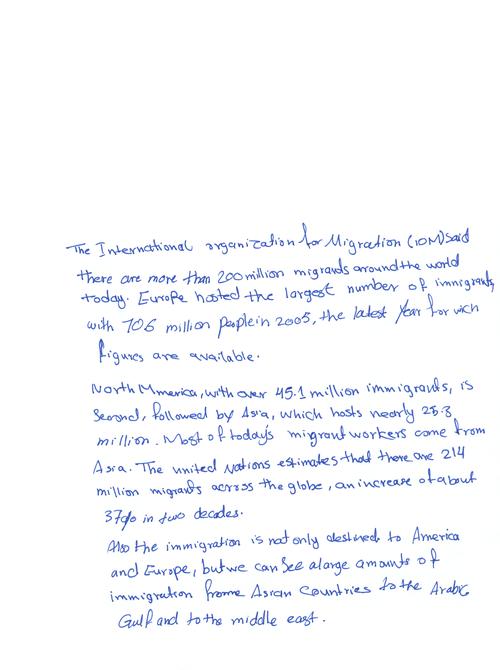 The International organization for Migration (IOM) said
there are more than 200 million migrants around the world
today. Europe hosted the largest number of immigrants,
with 70.6 million people in 2005, the latest year for wich
figures are available.
North Mmerica, with over 45.1 million immigrants, is
second, followed by Asia, which hosts nearly 25.3
million. Most of today's migrant workers come from
Asia. The united Nations estimates that there are 214
million migrants across the globe, an increase of about
37% in two decades.
Also the immigration is not only destined to America
and Europe, but we can see a large amounts of
immigration frome Asian Countries to the Arabic
Gulf and to the middle east.